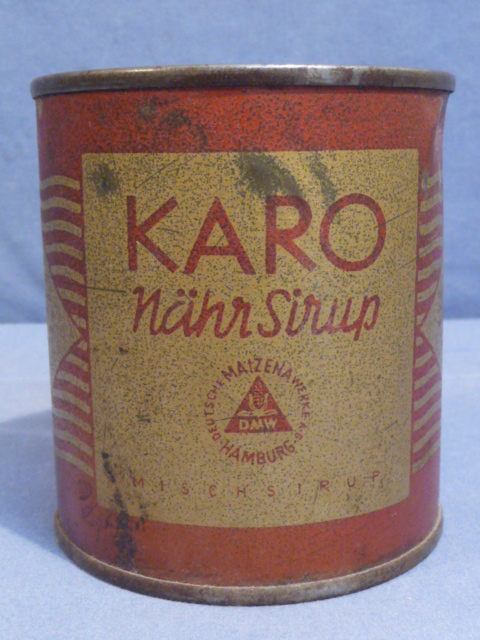 KARO
Nähr Sirup
DEUTSCHE MAIZENA WERKE A.G.
HAMBURG
DMW
MISCHSIRUP